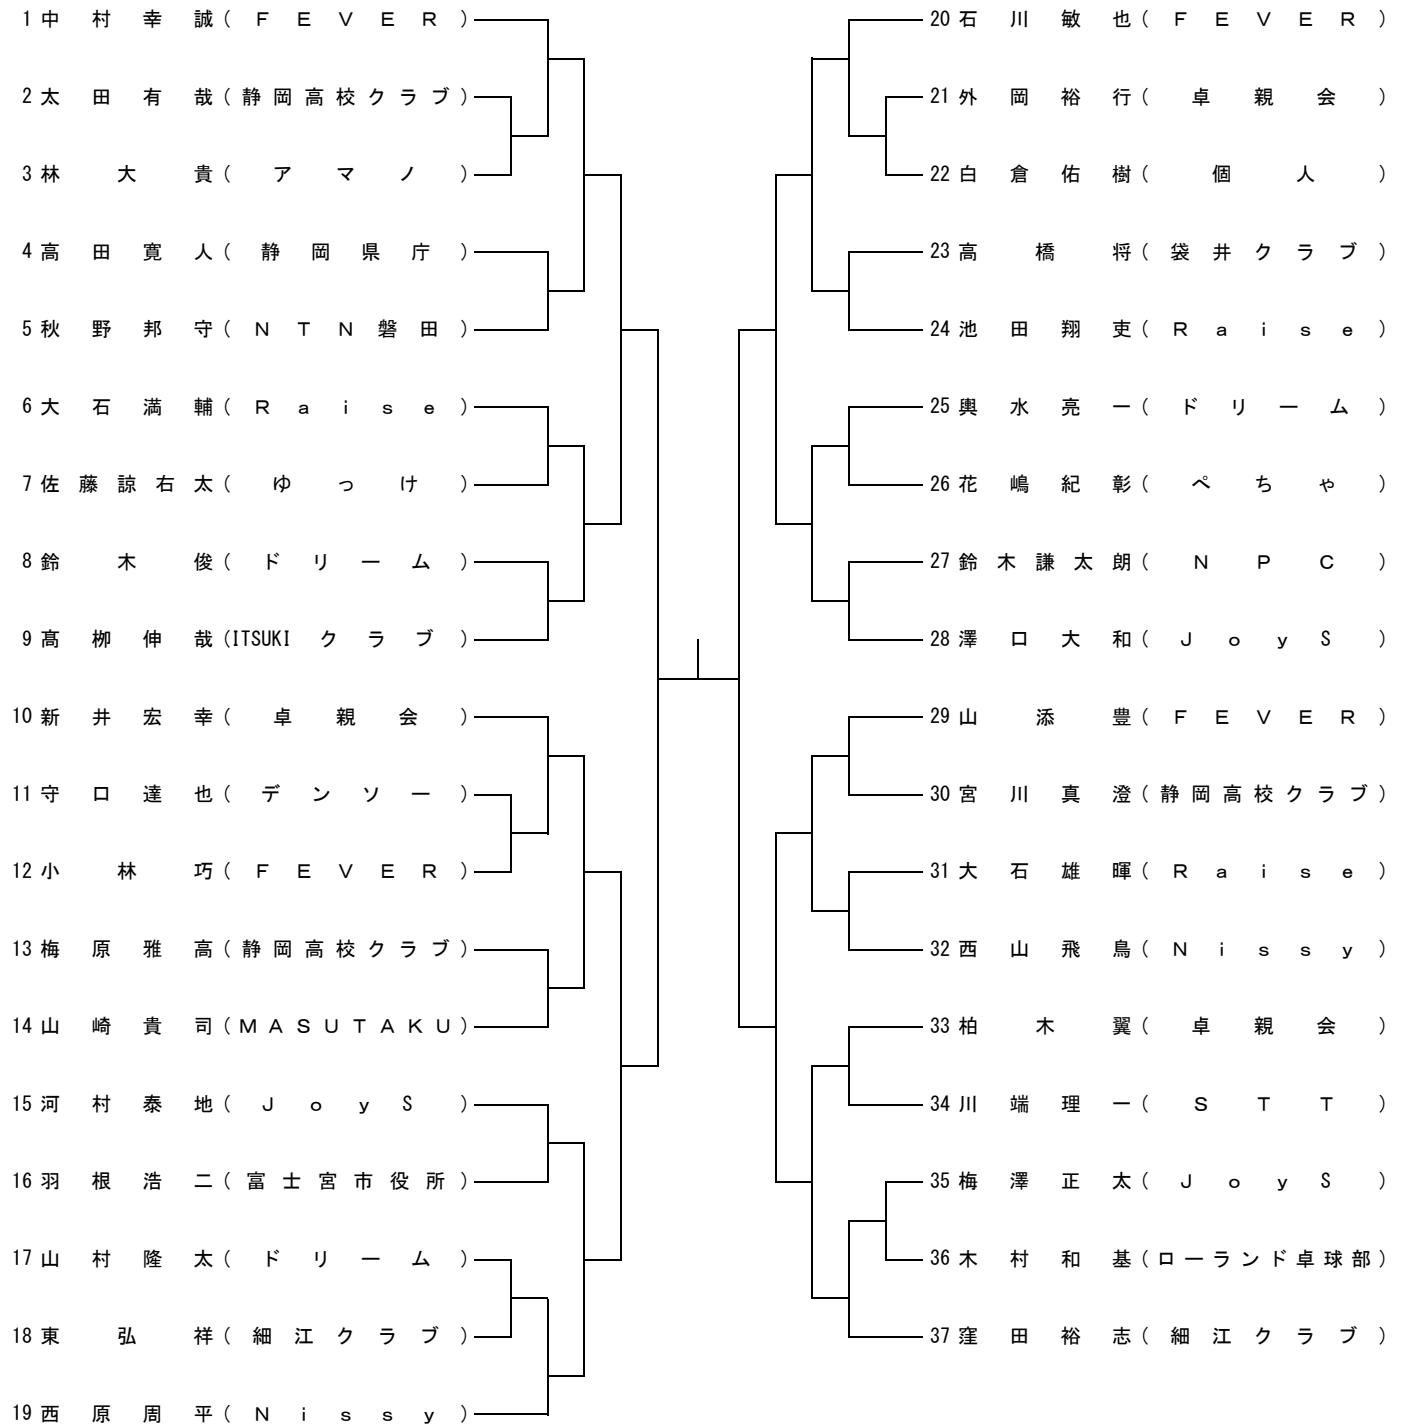 1 中村幸誠 (FEVER)
2 太田有哉 (静岡高校クラブ)
3 林大貴 (アマノ)
4 高田寛人 (静岡県庁)
5 秋野邦守 (NTN磐田)
6 大石満輔 (Raise)
7 佐藤諒右太 (ゆっけ)
8 鈴木俊 (ドリーム)
9 髙栁伸哉 (ITSUKIクラブ)
10 新井宏幸 (卓親会)
11 守口達也 (デンソー)
12 小林巧 (FEVER)
13 梅原雅高 (静岡高校クラブ)
14 山崎貴司 (MASUTAKU)
15 河村泰地 (JoyS)
16 羽根浩二 (富士宮市役所)
17 山村隆太 (ドリーム)
18 東弘祥 (細江クラブ)
19 西原周平 (Nissy)
20 石川敏也 (FEVER)
21 外岡裕行 (卓親会)
22 白倉佑樹 (個人)
23 高橋将 (袋井クラブ)
24 池田翔吏 (Raise)
25 輿水亮一 (ドリーム)
26 花嶋紀彰 (ぺちゃ)
27 鈴木謙太朗 (NPC)
28 澤口大和 (JoyS)
29 山添豊 (FEVER)
30 宮川真澄 (静岡高校クラブ)
31 大石雄暉 (Raise)
32 西山飛鳥 (Nissy)
33 柏木翼 (卓親会)
34 川端理一 (STT)
35 梅澤正太 (JoyS)
36 木村和基 (ローランド卓球部)
37 窪田裕志 (細江クラブ)